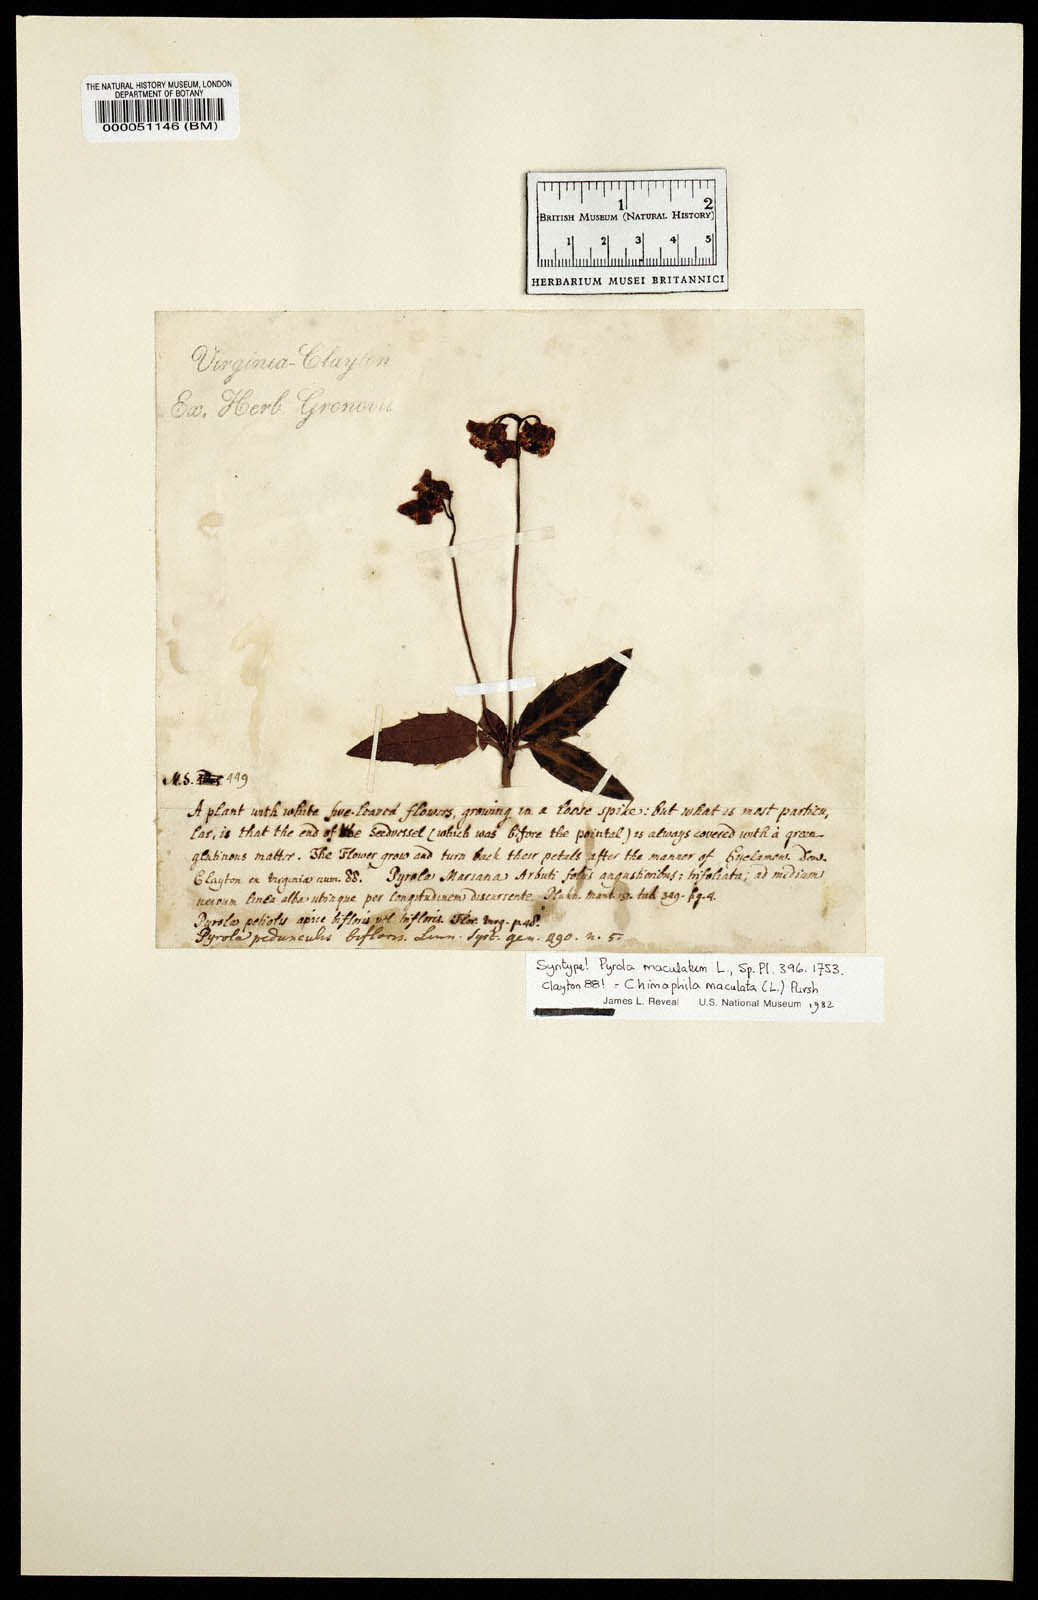 THE NATURAL HISTORY MUSEUM, LONDON
DEPARTMENT OF BOTANY
000051146 (BM)
1 2
BRITISH MUSEUM (NATURAL HISTORY)
1 2 3 4 5
HERBARIUM MUSEI BRITANNICI
Virginia-Clayton
Ex. Herb. Gronovii
M.S. 449
A plant with white five-leaved flowers, growing in a loose spike: but what is most particu,
lar, is that the end of the seedvessel (which was before the pointal) is always covered with a green
glutinous matter. The Flower grow and turn back their petals after the manner of Cyclamens.
Clayton ex Virginia num. 88. Pyrola Mariana Arbuti foliis angustioribus: trifoliata; ad medium
nervum linea alba utrinque per longitudinem discurrente. Pluk. mant. 157. tab. 349. fig. 4.
Pyrola petiolis apice bifloris vel trifloris. Flor. Virg. p. 48.
Pyrola pedunculis bifloris. Linn. Syst. gen. 490. n. 5.
Syntype! Pyrola maculatum L., Sp. Pl. 396. 1753.
Clayton 88! = Chimaphila maculata (L.) Pursh
James L. Reveal U.S. National Museum 1982